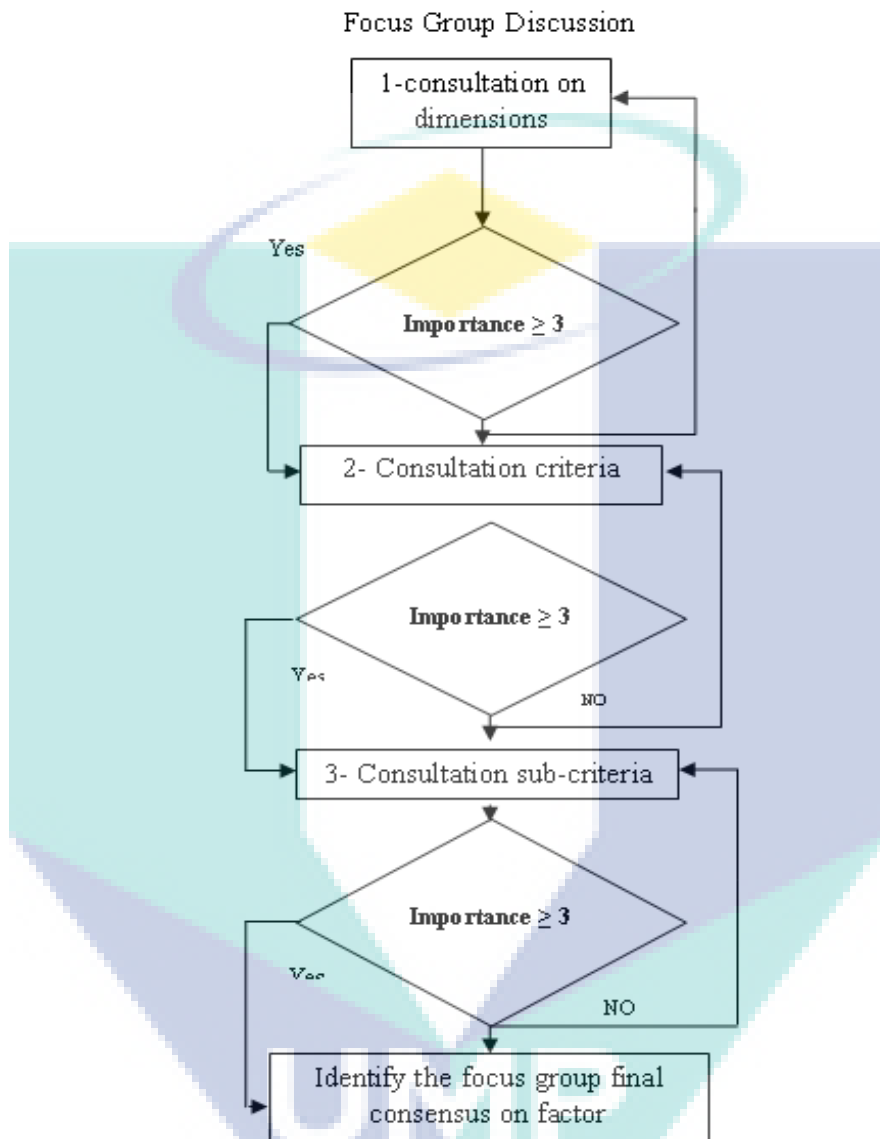 Focus Group Discussion
1-consultation on
dimensions
Yes
Importance ≥ 3
2- Consultation criteria
Importance ≥ 3
Yes
NO
3- Consultation sub-criteria
Importance ≥ 3
Yes
NO
Identify the focus group final
consensus on factor
UMP